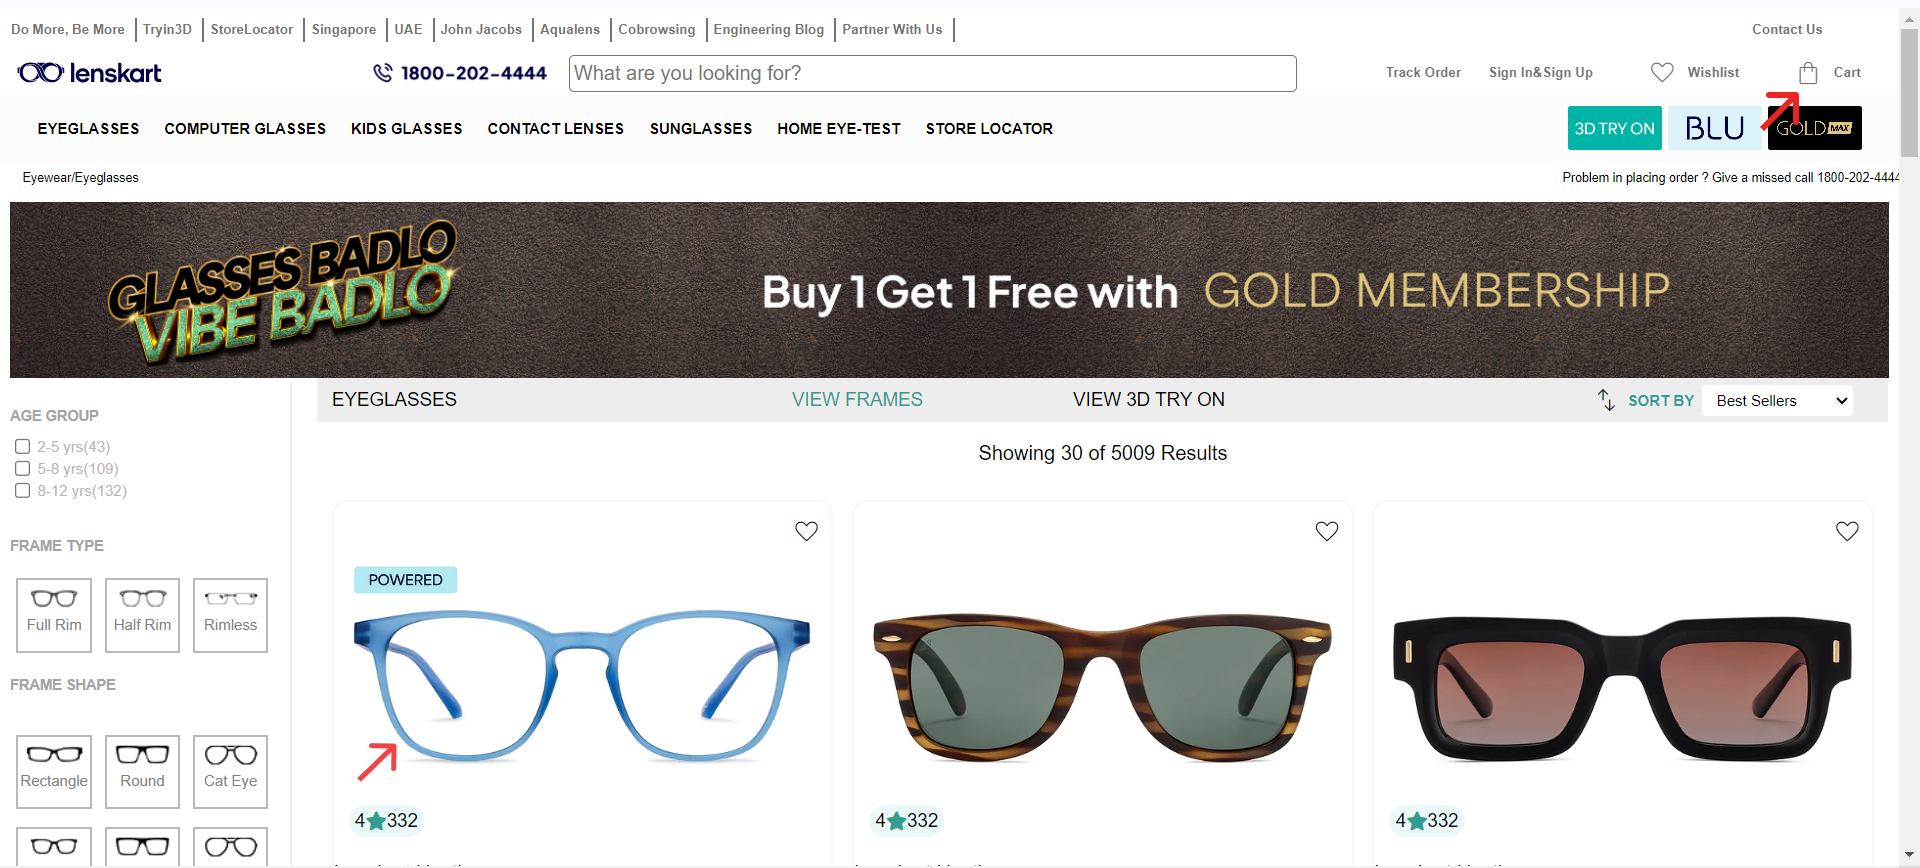 Do More, Be More Tryin3D StoreLocator Singapore UAE John Jacobs Aqualens Cobrowsing Engineering Blog Partner With Us Contact Us
lenskart 1800-202-4444 What are you looking for? Track Order Sign In&Sign Up Wishlist Cart
EYEGLASSES COMPUTER GLASSES KIDS GLASSES CONTACT LENSES SUNGLASSES HOME EYE-TEST STORE LOCATOR 3D TRY ON BLU GOLD MAX
Eyewear/Eyeglasses Problem in placing order ? Give a missed call 1800-202-4444
GLASSES BADLO
VIBE BADLO
Buy 1 Get 1 Free with GOLD MEMBERSHIP
EYEGLASSES VIEW FRAMES VIEW 3D TRY ON SORT BY Best Sellers
AGE GROUP
2-5 yrs(43)
5-8 yrs(109)
8-12 yrs(132)
FRAME TYPE
Full Rim Half Rim Rimless
FRAME SHAPE
Rectangle Round Cat Eye
Showing 30 of 5009 Results
POWERED
4 332 4 332 4 332